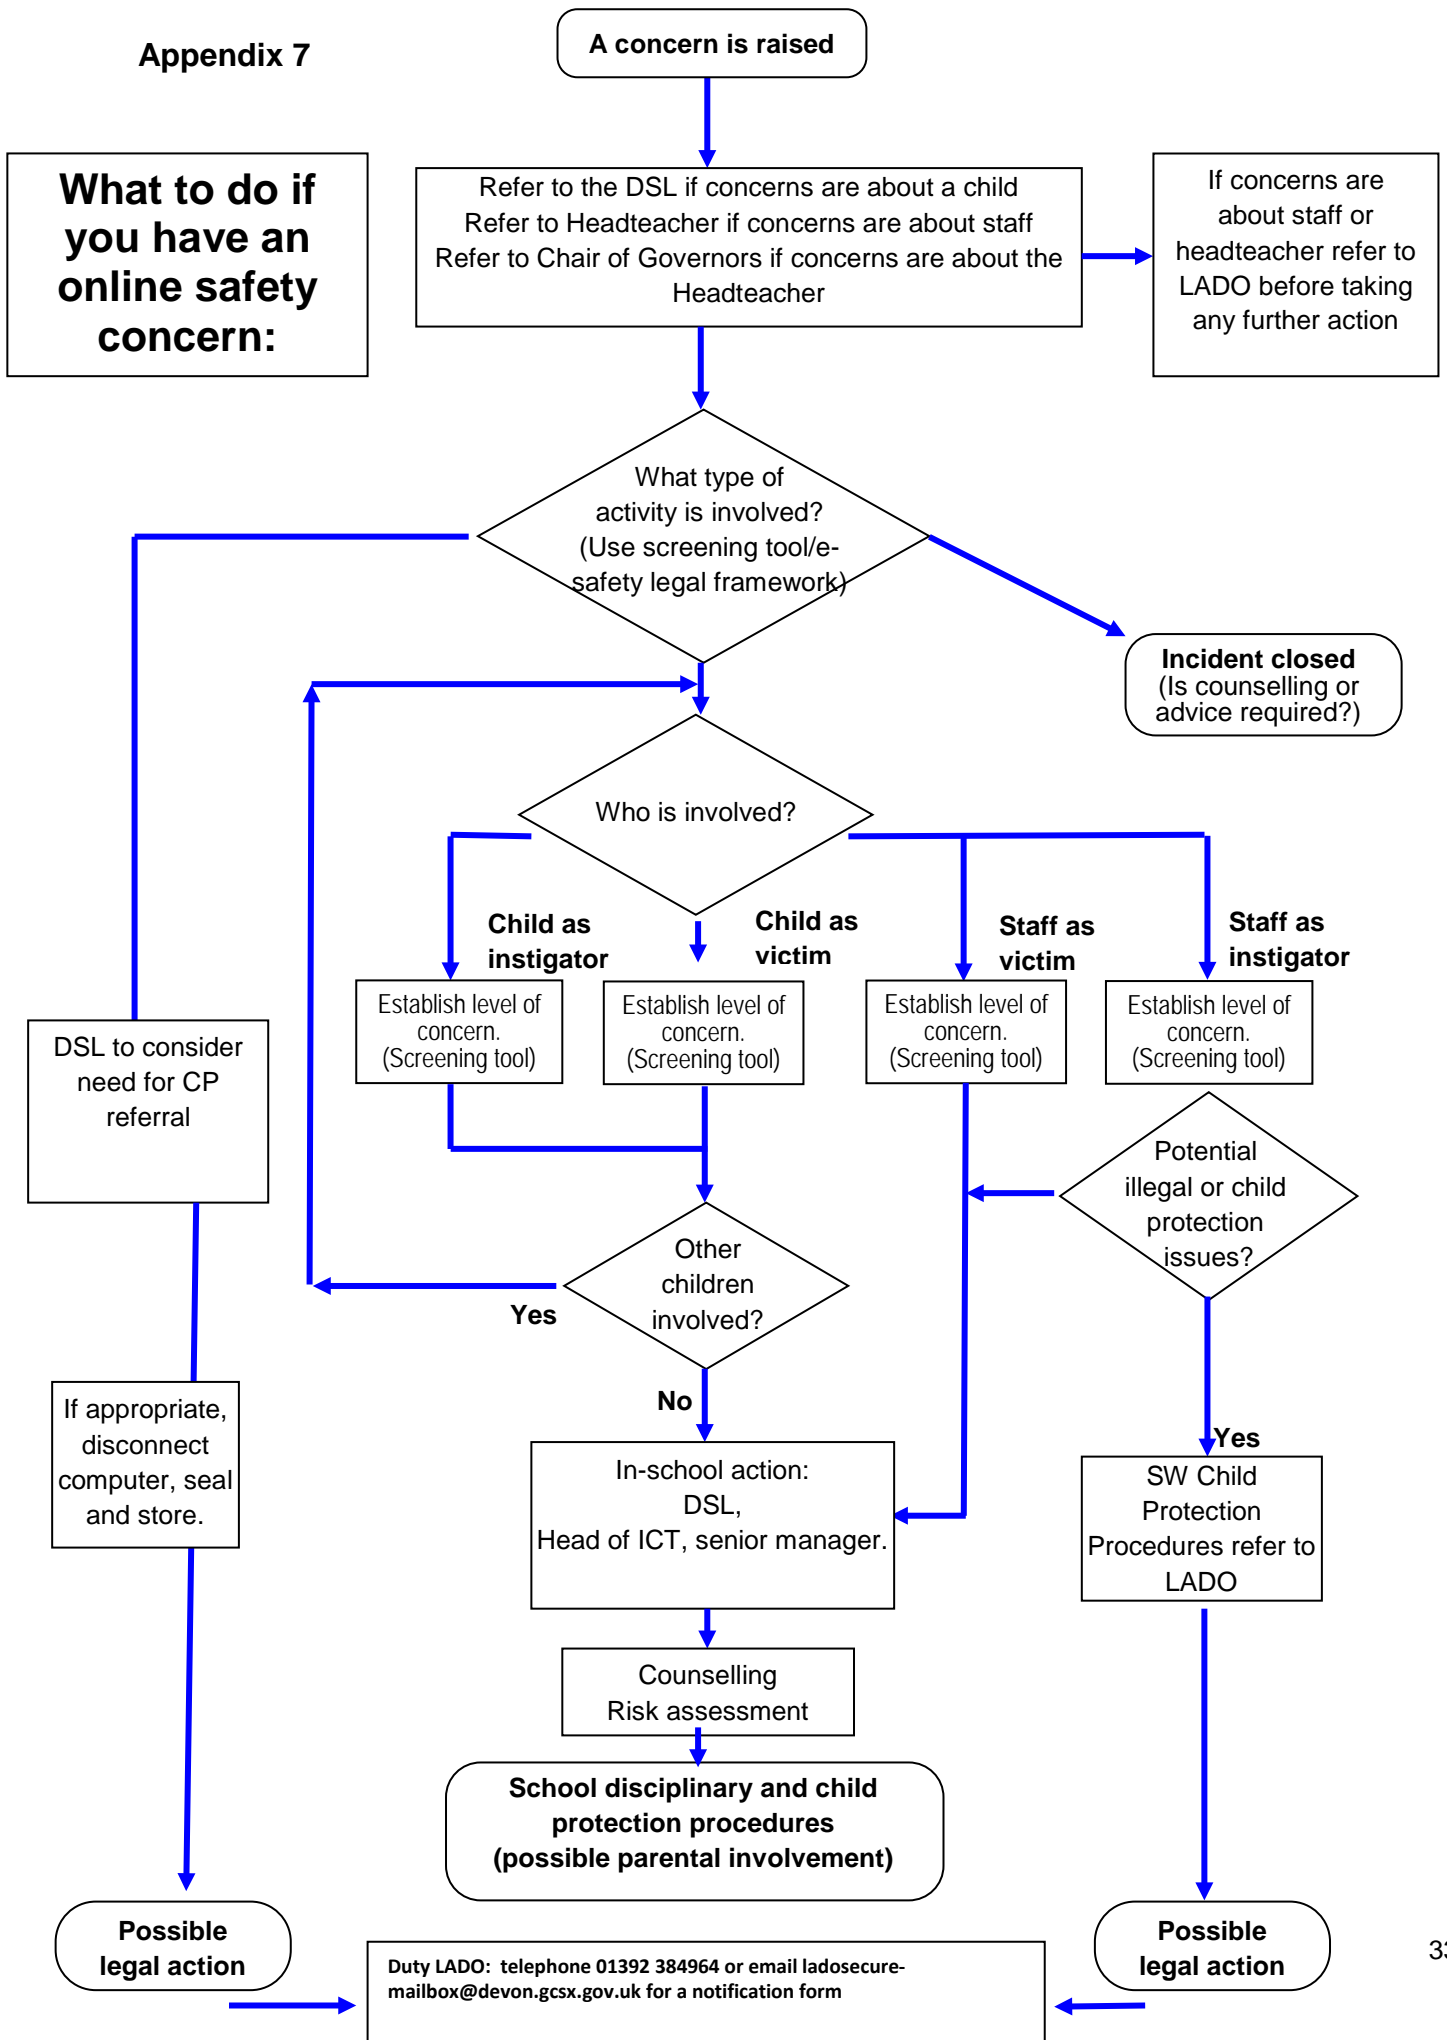 Appendix 7
A concern is raised
What to do if
you have an
online safety
concern:
Refer to the DSL if concerns are about a child
Refer to Headteacher if concerns are about staff
Refer to Chair of Governors if concerns are about the
Headteacher
If concerns are
about staff or
headteacher refer to
LADO before taking
any further action
What type of
activity is involved?
(Use screening tool/e-
safety legal framework)
Incident closed
(Is counselling or
advice required?)
Who is involved?
Child as
instigator
Child as
victim
Staff as
victim
Staff as
instigator
Establish level of
concern.
(Screening tool)
Establish level of
concern.
(Screening tool)
Establish level of
concern.
(Screening tool)
Establish level of
concern.
(Screening tool)
DSL to consider
need for CP
referral
Potential
illegal or child
protection
issues?
Other
children
involved?
Yes
No
Yes
If appropriate,
disconnect
computer, seal
and store.
In-school action:
DSL,
Head of ICT, senior manager.
SW Child
Protection
Procedures refer to
LADO
Counselling
Risk assessment
School disciplinary and child
protection procedures
(possible parental involvement)
Possible
legal action
Possible
legal action
Duty LADO: telephone 01392 384964 or email ladosecure-
mailbox@devon.gcsx.gov.uk for a notification form